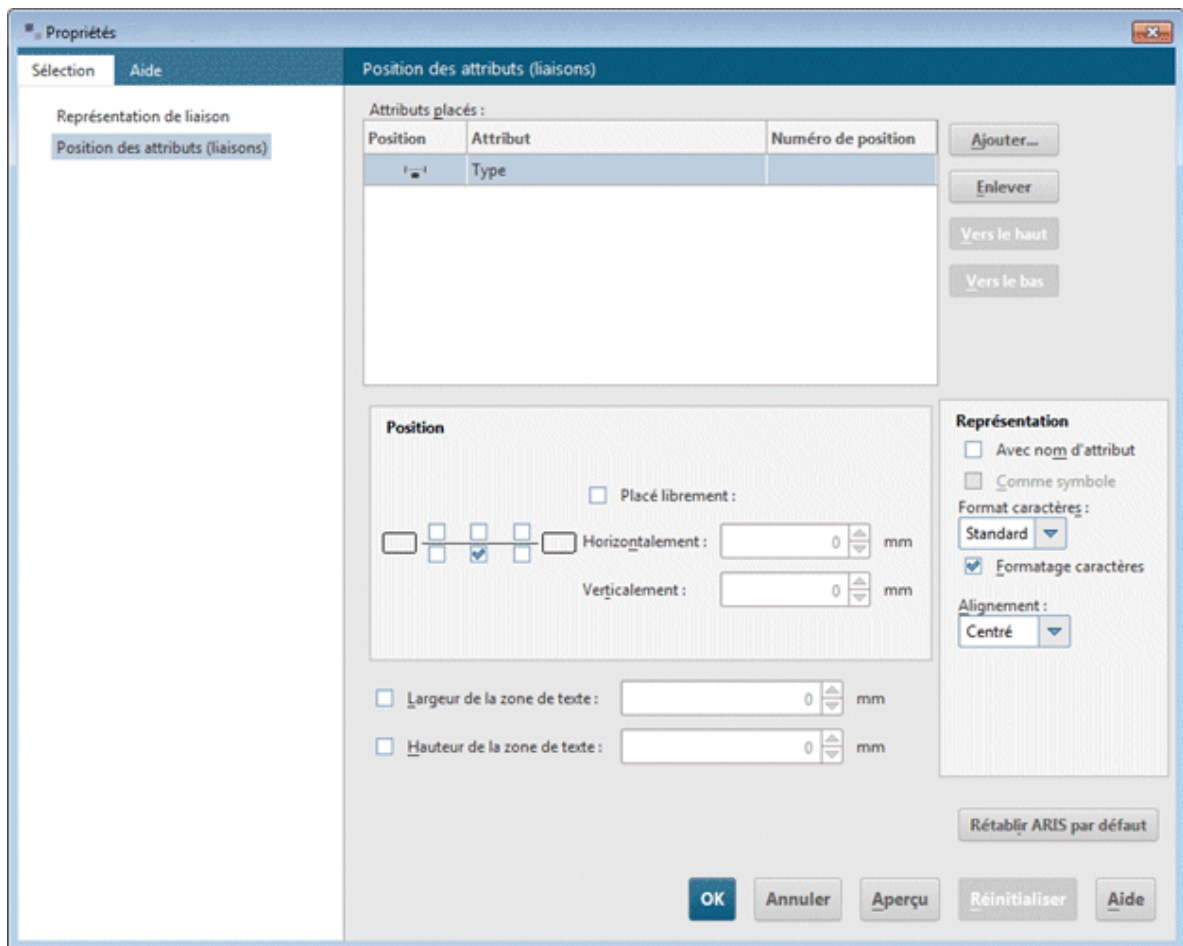 Propriétés
Sélection Aide
Position des attributs (liaisons)
Représentation de liaison
Position des attributs (liaisons)
Attributs placés :
Position Attribut Numéro de position
Type
Ajouter...
Enlever
Vers le haut
Vers le bas
Position
Placé librement :
Horizontalement : 0 mm
Verticalement : 0 mm
Représentation
Avec nom d'attribut
Comme symbole
Format caractères :
Standard
Formatage caractères
Alignement :
Centré
Largeur de la zone de texte : 0 mm
Hauteur de la zone de texte : 0 mm
Rétablir ARIS par défaut
OK Annuler Aperçu Réinitialiser Aide